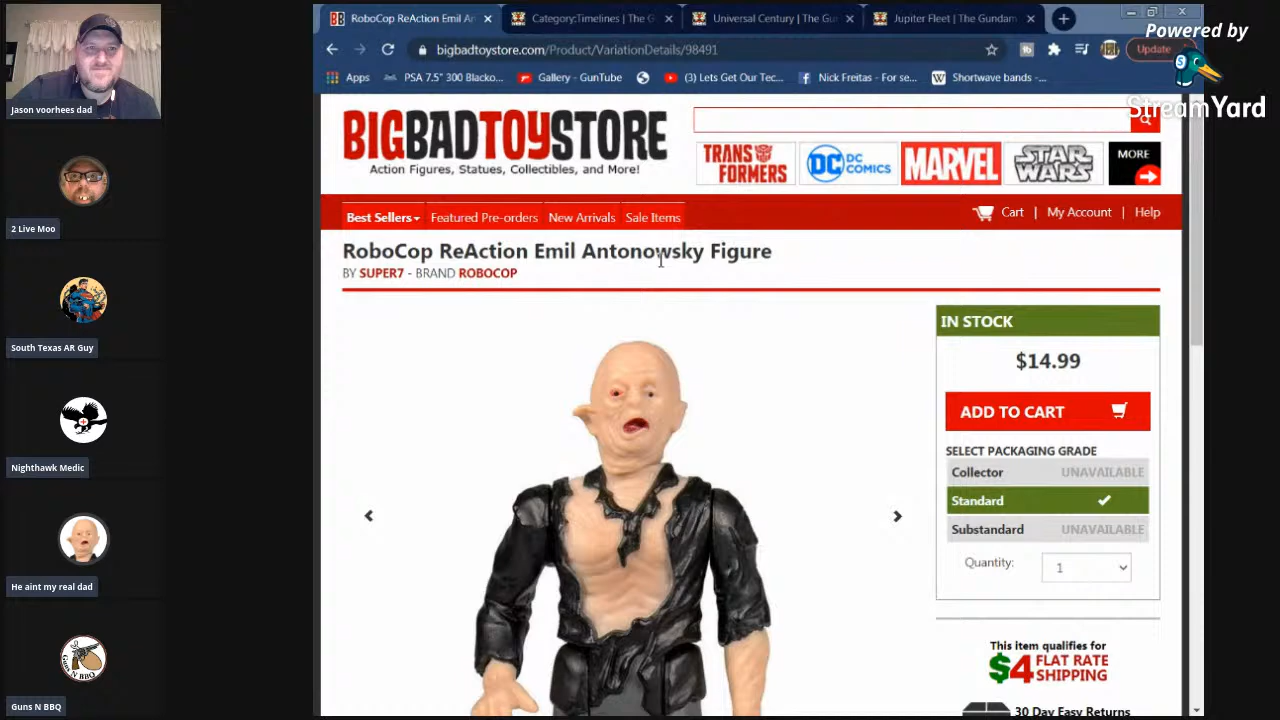 Jason voorhees dad
2 Live Moo
South Texas AR Guy
Nighthawk Medic
He aint my real dad
Guns N BBQ
GUNS N BBQ
RoboCop ReAction Emil An
Category:Timelines | The G
Universal Century | The Gu
Jupiter Fleet | The Gundam
bigbadtoystore.com/Product/VariationDetails/98491
Update
Powered by
StreamYard
Apps
PSA 7.5" 300 Blacko...
Gallery - GunTube
(3) Lets Get Our Tec...
Nick Freitas - For se...
Shortwave bands -...
BIGBADTOYSTORE
Action Figures, Statues, Collectibles, and More!
TRANSFORMERS
DC COMICS
MARVEL
STAR WARS
MORE
Best Sellers
Featured Pre-orders
New Arrivals
Sale Items
Cart | My Account | Help
RoboCop ReAction Emil Antonowsky Figure
BY SUPER7 - BRAND ROBOCOP
IN STOCK
$14.99
ADD TO CART
SELECT PACKAGING GRADE
Collector UNAVAILABLE
Standard
Substandard UNAVAILABLE
Quantity: 1
This item qualifies for
$4 FLAT RATE SHIPPING
30 Day Easy Returns